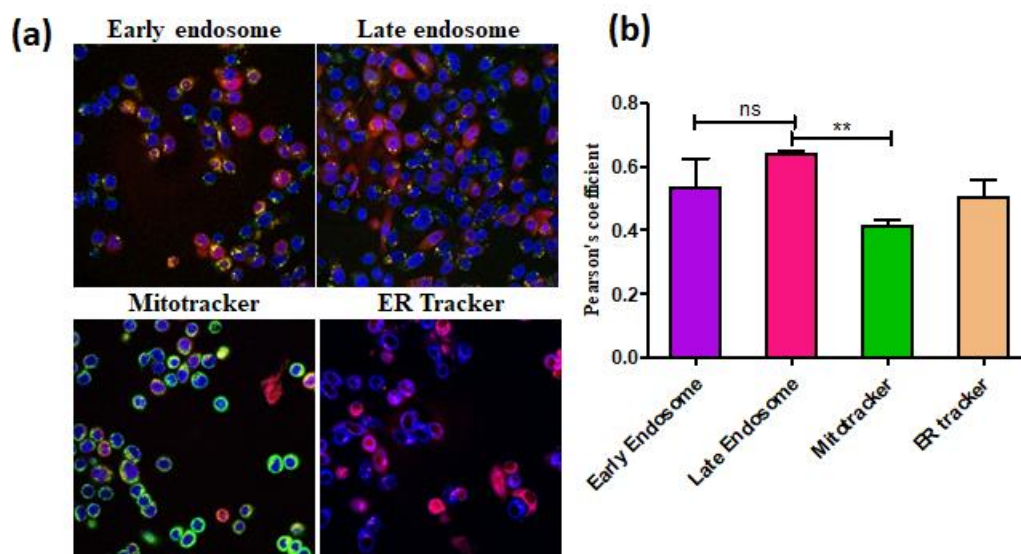 (a)
Early endosome
Late endosome
Mitotracker
ER Tracker
(b)
Pearson's coefficient
0.8
0.6
0.4
0.2
0.0
ns
**
Early Endosome
Late Endosome
Mitotracker
ER tracker